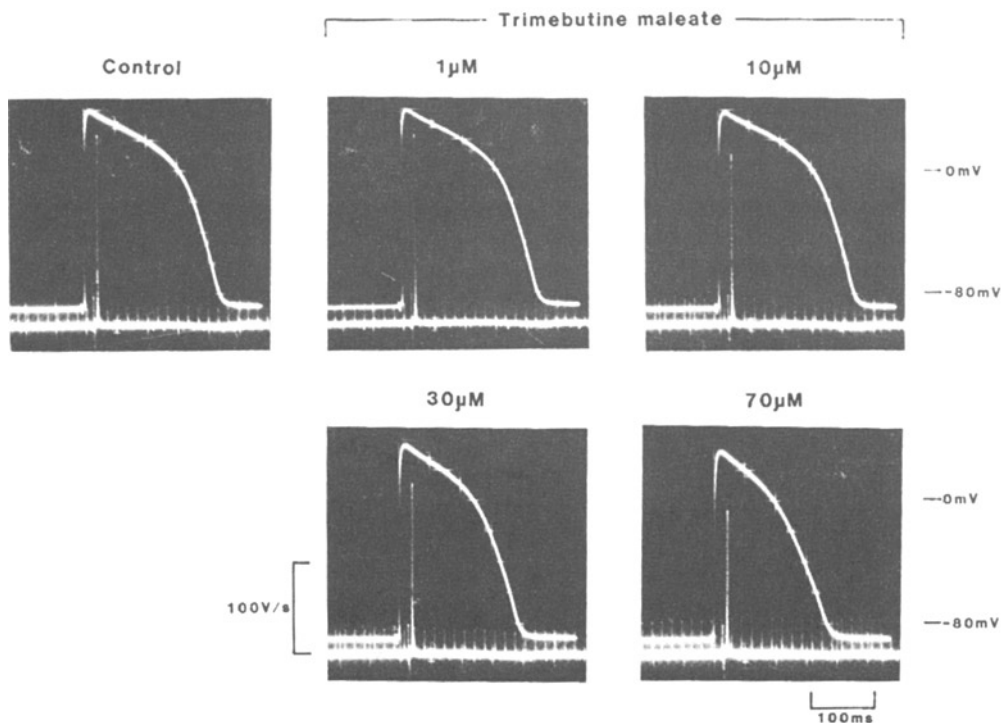 Trimebutine maleate
Control
1µM
10µM
0mV
-80mV
30µM
70µM
0mV
100V/s
-80mV
100ms